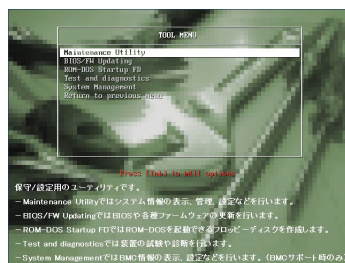 TOOL MENU
Maintenance Utility
BIOS/FW Updating
ROM-DOS Startup FD
Test and diagnostics
System Management
Return to previous menu
Press [Tab] to edit options
保守/設定用のユーティリティです。
－Maintenance Utilityではシステム情報の表示、管理、設定などを行います。
－BIOS/FW UpdatingではBIOSや各種ファームウェアの更新を行います。
－ROM-DOS Startup FDではROM-DOSを起動できるフロッピーディスクを作成します。
－Test and diagnosticsでは装置の試験や診断を行います。
－System ManagementではBMC情報の表示、設定などを行います。（BMCサポート時のみ）